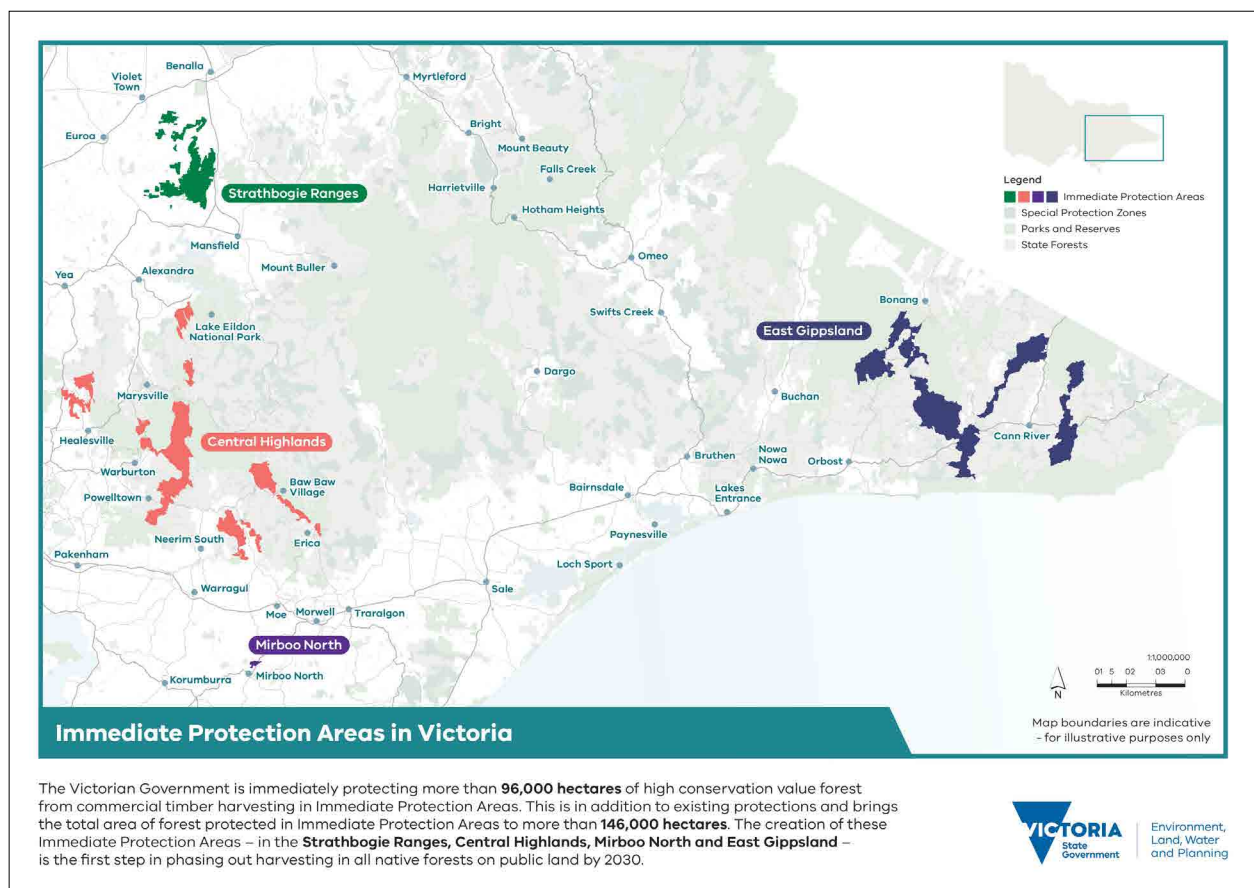 Benalla
Violet
Town
Myrtleford
Euroa
Bright
Mount Beauty
Falls Creek
Harrietville
Strathbogie Ranges
Hotham Heights
Legend
Immediate Protection Areas
Special Protection Zones
Parks and Reserves
State Forests
Mansfield
Omeo
Mount Buller
Yea
Alexandra
Bonang
Swifts Creek
Lake Eildon
National Park
East Gippsland
Dargo
Marysville
Buchan
Healesville
Central Highlands
Cann River
Warburton
Bruthen
Nowa
Nowa
Orbost
Baw Baw
Village
Powelltown
Bairnsdale
Lakes
Entrance
Paynesville
Neerim South
Erica
Pakenham
Loch Sport
Warragul
Sale
Moe
Morwell
Traralgon
Mirboo North
Mirboo North
Korumburra
1:1,000,000
01 5 02 03 0
Kilometres
N
Map boundaries are indicative
- for illustrative purposes only
Immediate Protection Areas in Victoria
The Victorian Government is immediately protecting more than 96,000 hectares of high conservation value forest
from commercial timber harvesting in Immediate Protection Areas. This is in addition to existing protections and brings
the total area of forest protected in Immediate Protection Areas to more than 146,000 hectares. The creation of these
Immediate Protection Areas – in the Strathbogie Ranges, Central Highlands, Mirboo North and East Gippsland –
is the first step in phasing out harvesting in all native forests on public land by 2030.
VICTORIA
State
Government
Environment,
Land, Water
and Planning